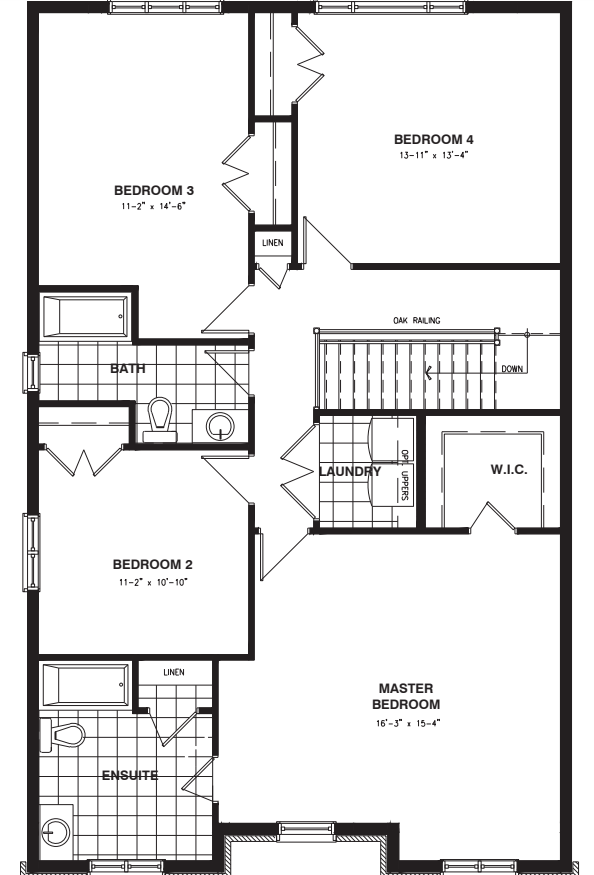 BEDROOM 4
13'-11" x 13'-4"
BEDROOM 3
11'-2" x 14'-6"
LINEN
OAK RAILING
BATH
DOWN
LAUNDRY
OPT. UPPERS
W.I.C.
BEDROOM 2
11'-2" x 10'-10"
LINEN
MASTER
BEDROOM
16'-3" x 15'-4"
ENSUITE